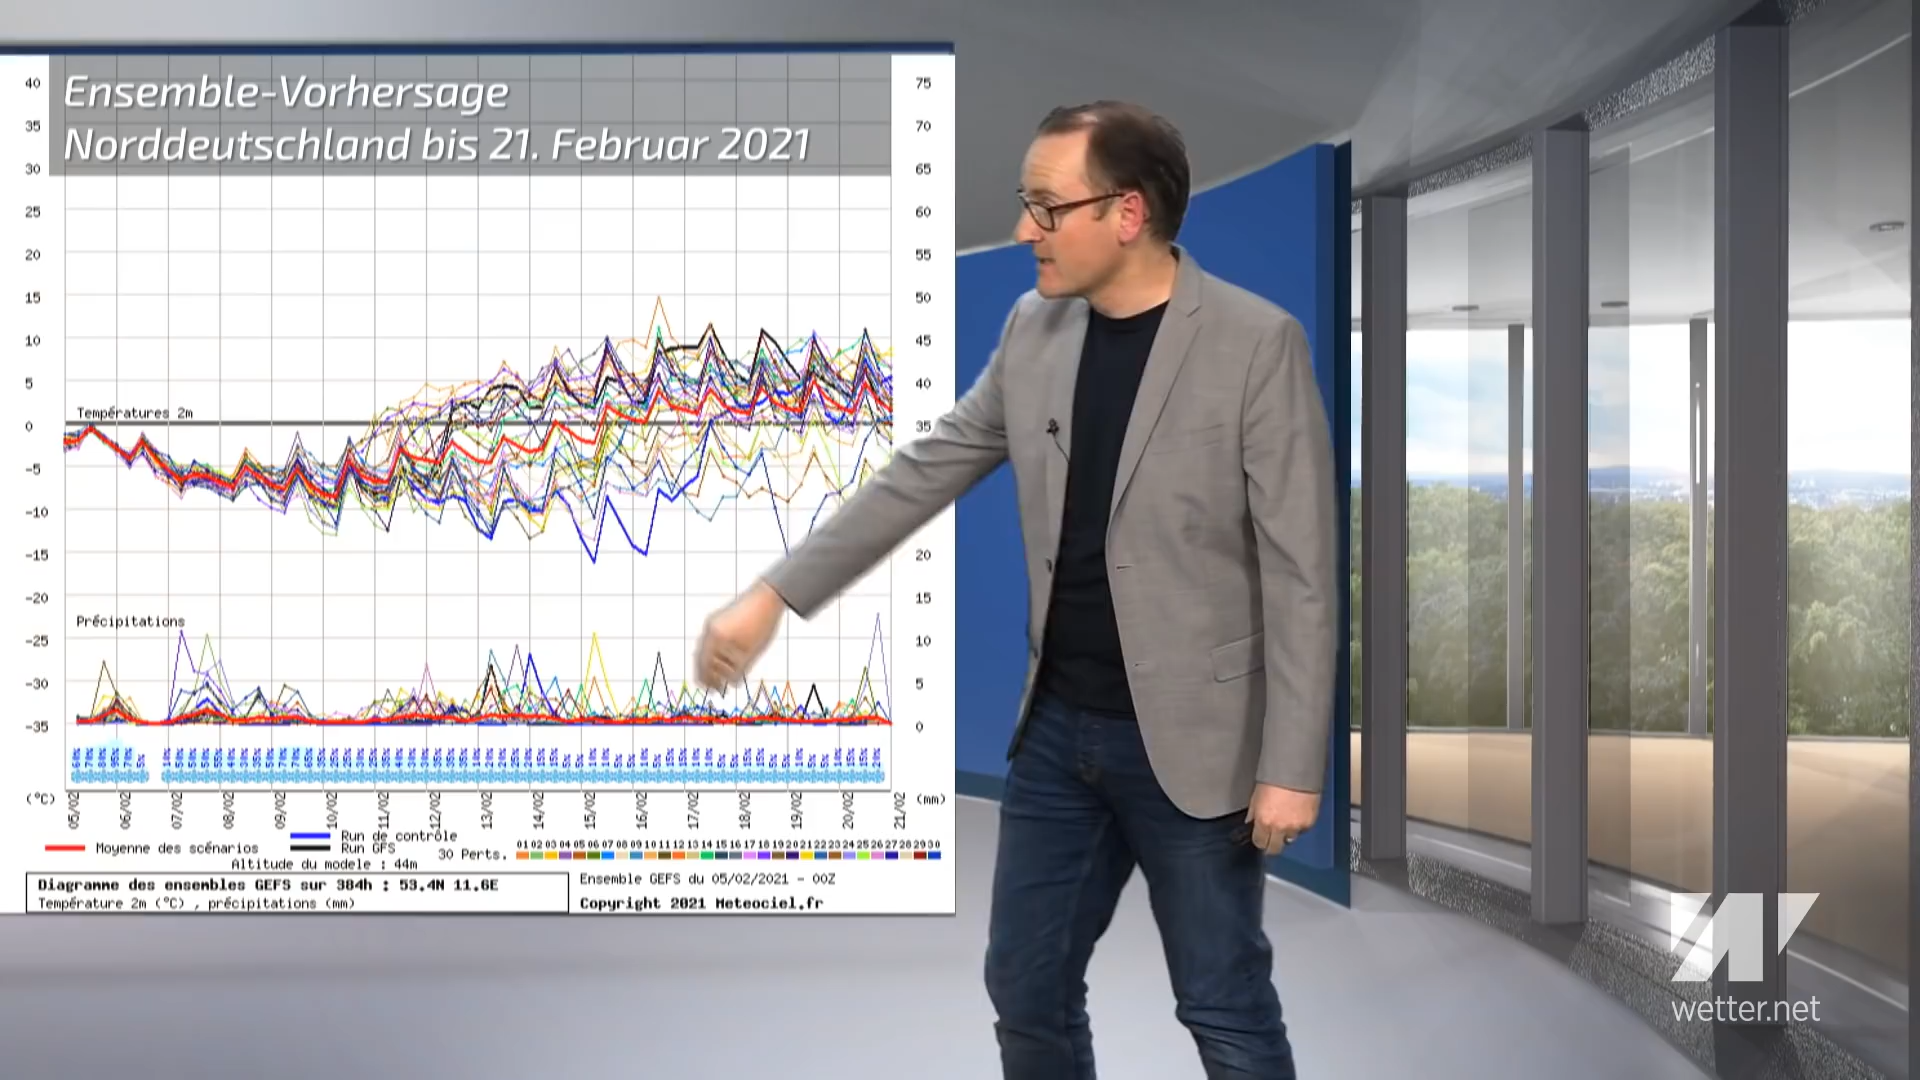 Ensemble-Vorhersage
Norddeutschland bis 21. Februar 2021
40
35
30
25
20
15
10
5
0
-5
-10
-15
-20
-25
-30
-35
(°C)
75
70
65
60
55
50
45
40
35
20
15
10
5
0
(mm)
Températures 2m
Précipitations
05/02
06/02
07/02
08/02
09/02
10/02
11/02
12/02
13/02
14/02
15/02
16/02
17/02
18/02
19/02
20/02
21/02
Run de contrôle
Moyenne des scénarios
Run GFS
30 Perts.
01 02 03 04 05 06 07 08 09 10 11 12 13 14 15 16 17 18 19 20 21 22 23 24 25 26 27 28 29 30
Altitude du modele : 44m
Diagramme des ensembles GEFS sur 384h : 53.4N 11.6E
Température 2m (°C) , précipitations (mm)
Ensemble GEFS du 05/02/2021 - 00Z
Copyright 2021 Meteociel.fr
wetter.net